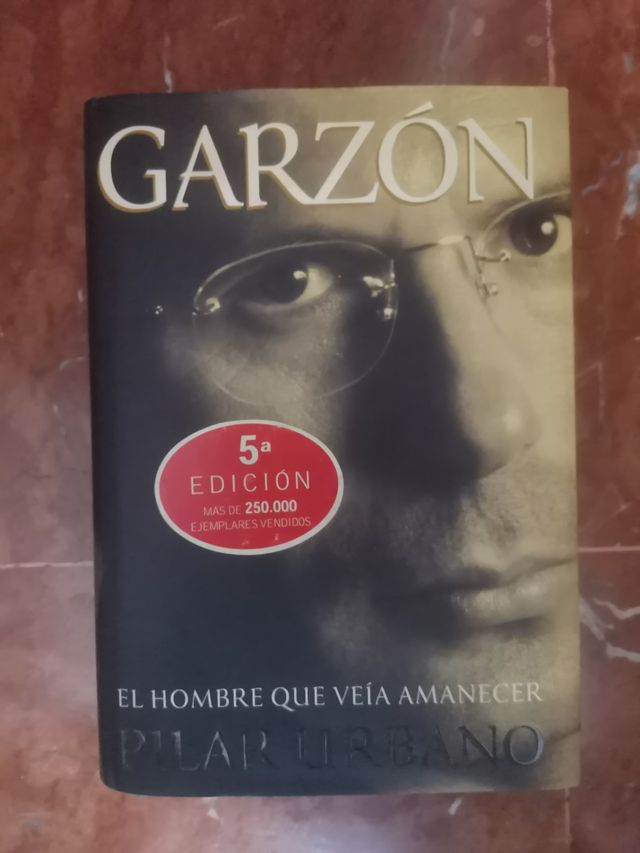 GARZÓN
5ª
EDICIÓN
MAS DE 250.000
EJEMPLARES VENDIDOS
EL HOMBRE QUE VEÍA AMANECER
PILAR URBANO